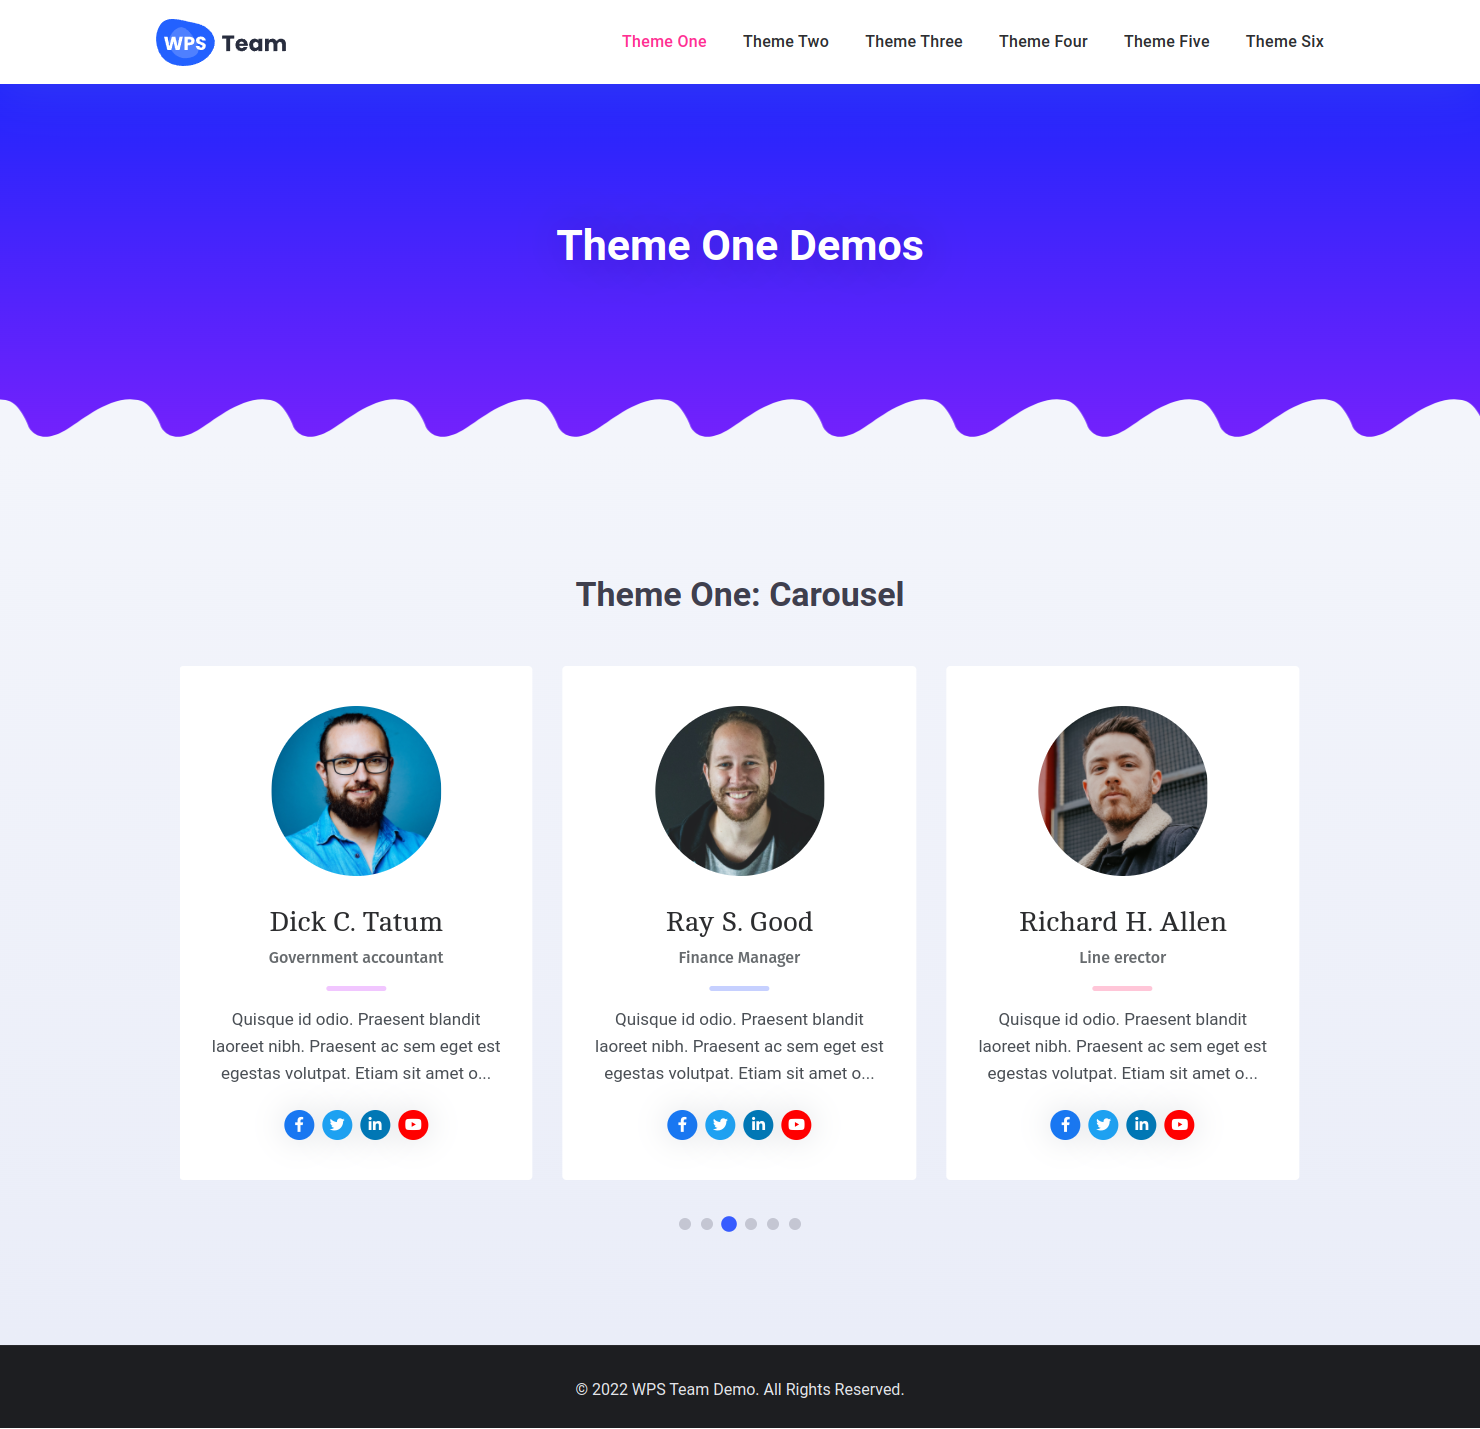 WPS Team
Theme One Theme Two Theme Three Theme Four Theme Five Theme Six
Theme One Demos
Theme One: Carousel
Dick C. Tatum
Government accountant
Quisque id odio. Praesent blandit
laoreet nibh. Praesent ac sem eget est
egestas volutpat. Etiam sit amet o...
Ray S. Good
Finance Manager
Quisque id odio. Praesent blandit
laoreet nibh. Praesent ac sem eget est
egestas volutpat. Etiam sit amet o...
Richard H. Allen
Line erector
Quisque id odio. Praesent blandit
laoreet nibh. Praesent ac sem eget est
egestas volutpat. Etiam sit amet o...
© 2022 WPS Team Demo. All Rights Reserved.